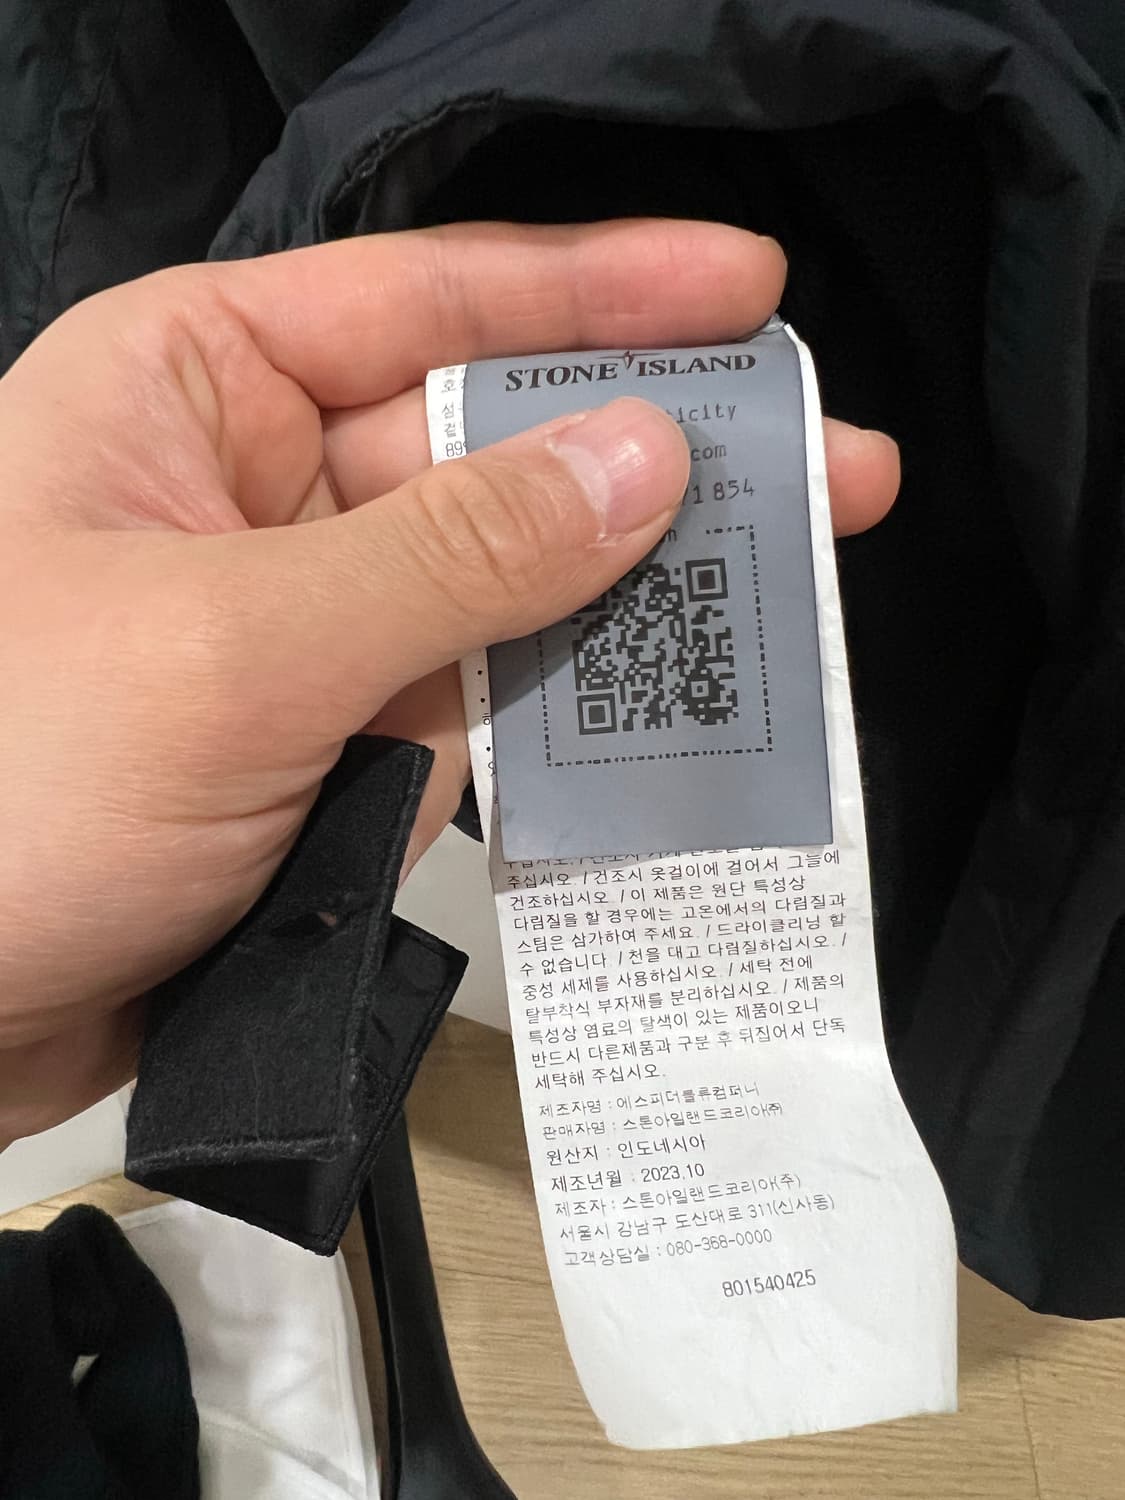 호
섬
겉
89
STONE ISLAND
ticity
com
71 854
주십시오. / 건조시 옷걸이에 걸어서 그늘에
건조하십시오. / 이 제품은 원단 특성상
다림질을 할 경우에는 고온에서의 다림질과
스팀은 삼가하여 주세요. / 드라이클리닝 할
수 없습니다. / 천을 대고 다림질하십시오. /
중성 세제를 사용하십시오. / 세탁 전에
탈부착식 부자재를 분리하십시오. / 제품의
특성상 염료의 탈색이 있는 제품이오니
반드시 다른제품과 구분 후 뒤집어서 단독
세탁해 주십시오.
제조자명 : 에스피더블류컴퍼니
판매자명 : 스톤아일랜드코리아㈜
원산지 : 인도네시아
제조년월 : 2023.10
제조자 : 스톤아일랜드코리아(주)
서울시 강남구 도산대로 311(신사동)
고객상담실 : 080-368-0000
801540425